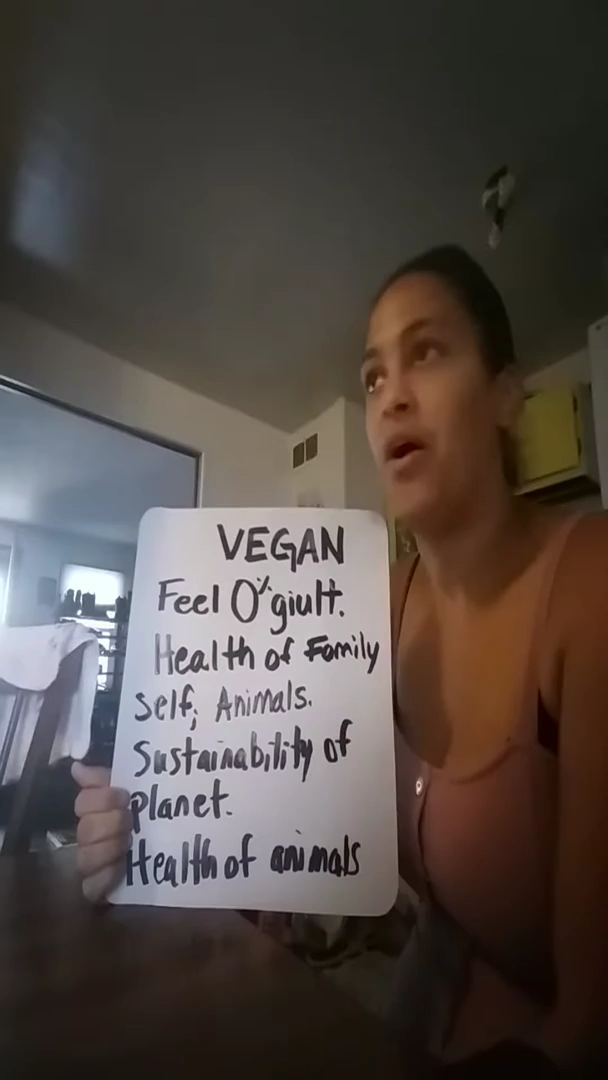 VEGAN
Feel 0% giult.
Health of Family
self, Animals.
Sustainability of
planet.
Health of animals